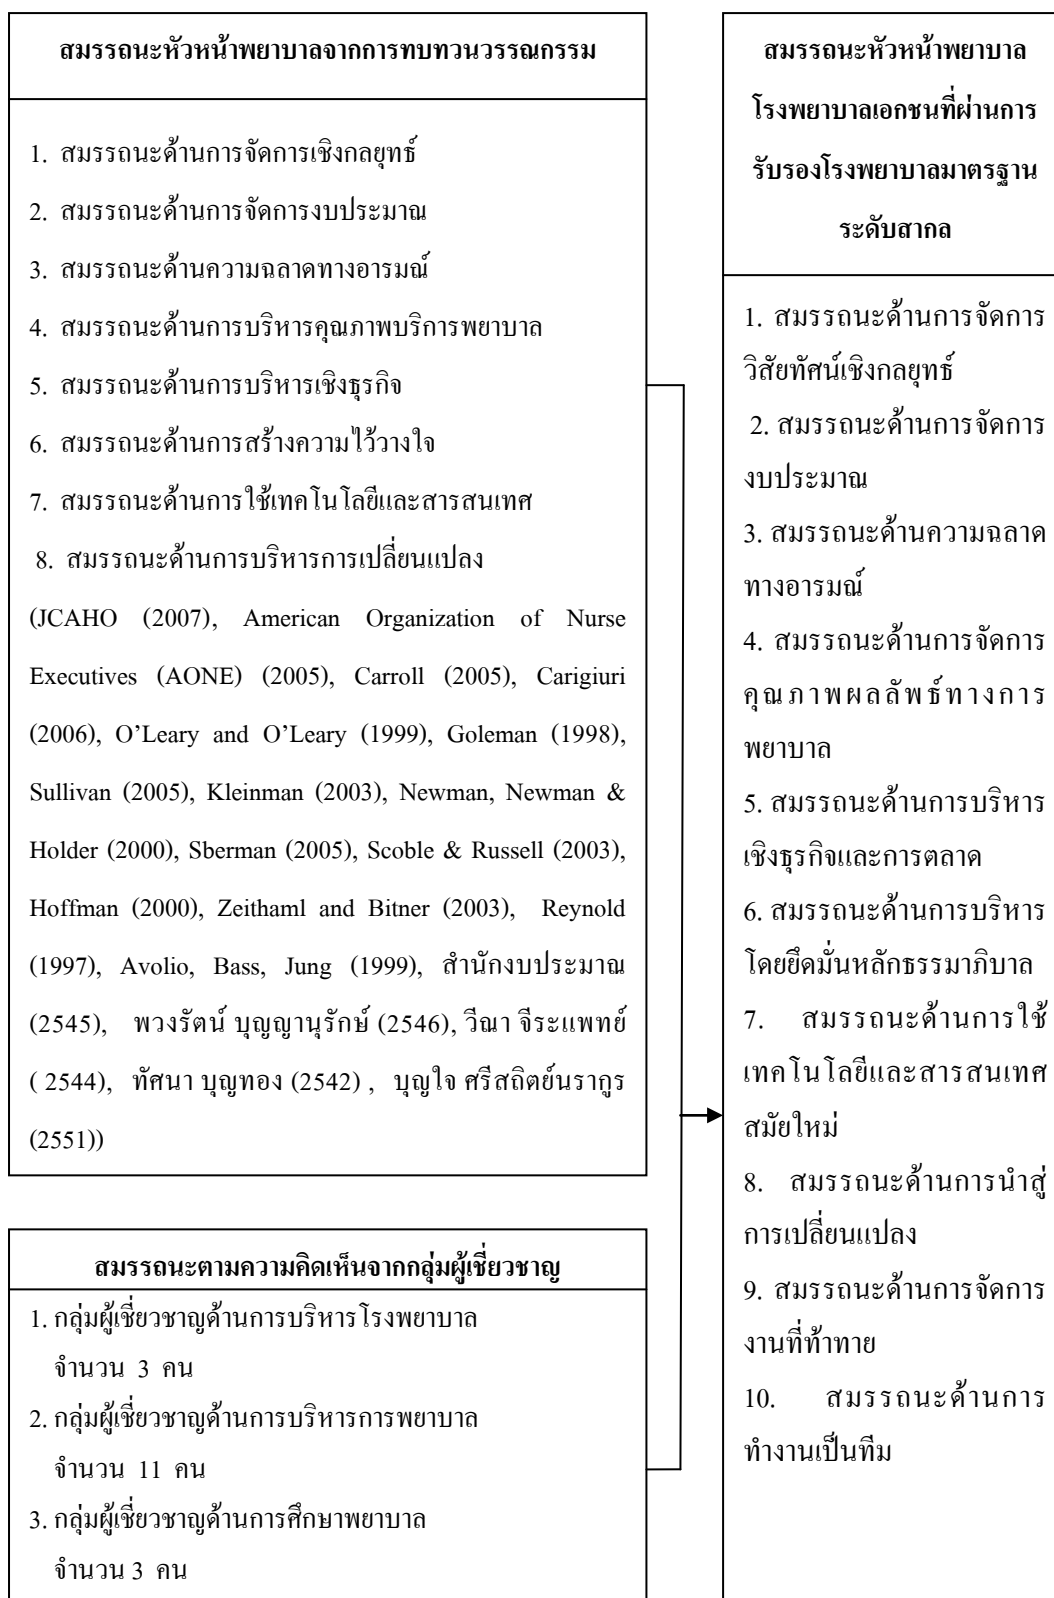 สมรรถนะหัวหน้าพยาบาลจากการทบทวนวรรณกรรม
1. สมรรถนะด้านการจัดการเชิงกลยุทธ์
2. สมรรถนะด้านการจัดการงบประมาณ
3. สมรรถนะด้านความฉลาดทางอารมณ์
4. สมรรถนะด้านการบริหารคุณภาพบริการพยาบาล
5. สมรรถนะด้านการบริหารเชิงธุรกิจ
6. สมรรถนะด้านการสร้างความไว้วางใจ
7. สมรรถนะด้านการใช้เทคโนโลยีและสารสนเทศ
8. สมรรถนะด้านการบริหารการเปลี่ยนแปลง
(JCAHO (2007), American Organization of Nurse
Executives (AONE) (2005), Carroll (2005), Carigiuri
(2006), O’Leary and O’Leary (1999), Goleman (1998),
Sullivan (2005), Kleinman (2003), Newman, Newman &
Holder (2000), Sberman (2005), Scoble & Russell (2003),
Hoffman (2000), Zeithaml and Bitner (2003), Reynold
(1997), Avolio, Bass, Jung (1999), สำนักงบประมาณ
(2545), พวงรัตน์ บุญญานุรักษ์ (2546), วีณา จีระแพทย์
( 2544), ทัศนา บุญทอง (2542) , บุญใจ ศรีสถิตย์นรากูร
(2551))
สมรรถนะตามความคิดเห็นจากกลุ่มผู้เชี่ยวชาญ
1. กลุ่มผู้เชี่ยวชาญด้านการบริหารโรงพยาบาล
จำนวน 3 คน
2. กลุ่มผู้เชี่ยวชาญด้านการบริหารการพยาบาล
จำนวน 11 คน
3. กลุ่มผู้เชี่ยวชาญด้านการศึกษาพยาบาล
จำนวน 3 คน
สมรรถนะหัวหน้าพยาบาล
โรงพยาบาลเอกชนที่ผ่านการ
รับรองโรงพยาบาลมาตรฐาน
ระดับสากล
1. สมรรถนะด้านการจัดการ
วิสัยทัศน์เชิงกลยุทธ์
2. สมรรถนะด้านการจัดการ
งบประมาณ
3. สมรรถนะด้านความฉลาด
ทางอารมณ์
4. สมรรถนะด้านการจัดการ
คุณภาพผลลัพธ์ทางการ
พยาบาล
5. สมรรถนะด้านการบริหาร
เชิงธุรกิจและการตลาด
6. สมรรถนะด้านการบริหาร
โดยยึดมั่นหลักธรรมาภิบาล
7. สมรรถนะด้านการใช้
เทคโนโลยีและสารสนเทศ
สมัยใหม่
8. สมรรถนะด้านการนำสู่
การเปลี่ยนแปลง
9. สมรรถนะด้านการจัดการ
งานที่ท้าทาย
10. สมรรถนะด้านการ
ทำงานเป็นทีม